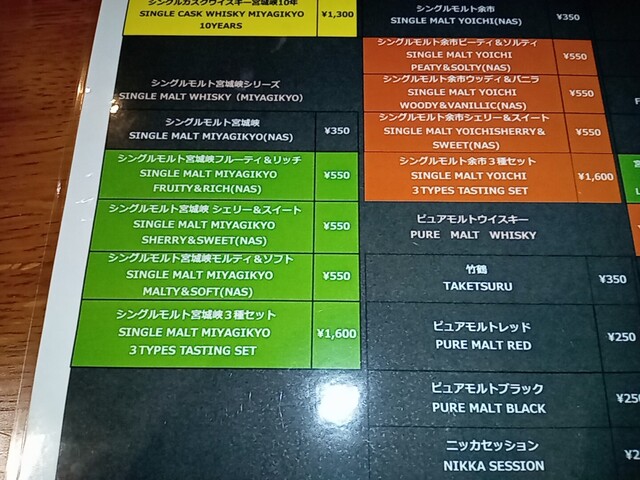 シングルカスクウイスキー宮城峡10年
SINGLE CASK WHISKY MIYAGIKYO
10YEARS
¥1,300
シングルモルト宮城峡シリーズ
SINGLE MALT WHISKY (MIYAGIKYO)
シングルモルト宮城峡
SINGLE MALT MIYAGIKYO(NAS)
¥350
シングルモルト宮城峡フルーティ&リッチ
SINGLE MALT MIYAGIKYO
FRUITY&RICH(NAS)
¥550
シングルモルト宮城峡 シェリー&スイート
SINGLE MALT MIYAGIKYO
SHERRY&SWEET(NAS)
¥550
シングルモルト宮城峡モルティ&ソフト
SINGLE MALT MIYAGIKYO
MALTY&SOFT(NAS)
¥550
シングルモルト宮城峡3種セット
SINGLE MALT MIYAGIKYO
3TYPES TASTING SET
¥1,600
シングルモルト余市
SINGLE MALT YOICHI(NAS)
¥350
シングルモルト余市ピーティ&ソルティ
SINGLE MALT YOICHI
PEATY&SOLTY(NAS)
¥550
シングルモルト余市ウッディ&バニラ
SINGLE MALT YOICHI
WOODY&VANILLIC(NAS)
¥550
シングルモルト余市シェリー&スイート
SINGLE MALT YOICHISHERRY&
SWEET(NAS)
¥550
シングルモルト余市3種セット
SINGLE MALT YOICHI
3TYPES TASTING SET
¥1,600
ピュアモルトウイスキー
PURE MALT WHISKY
竹鶴
TAKETSURU
¥350
ピュアモルトレッド
PURE MALT RED
¥250
ピュアモルトブラック
PURE MALT BLACK
¥25
ニッカセッション
NIKKA SESSION
¥2